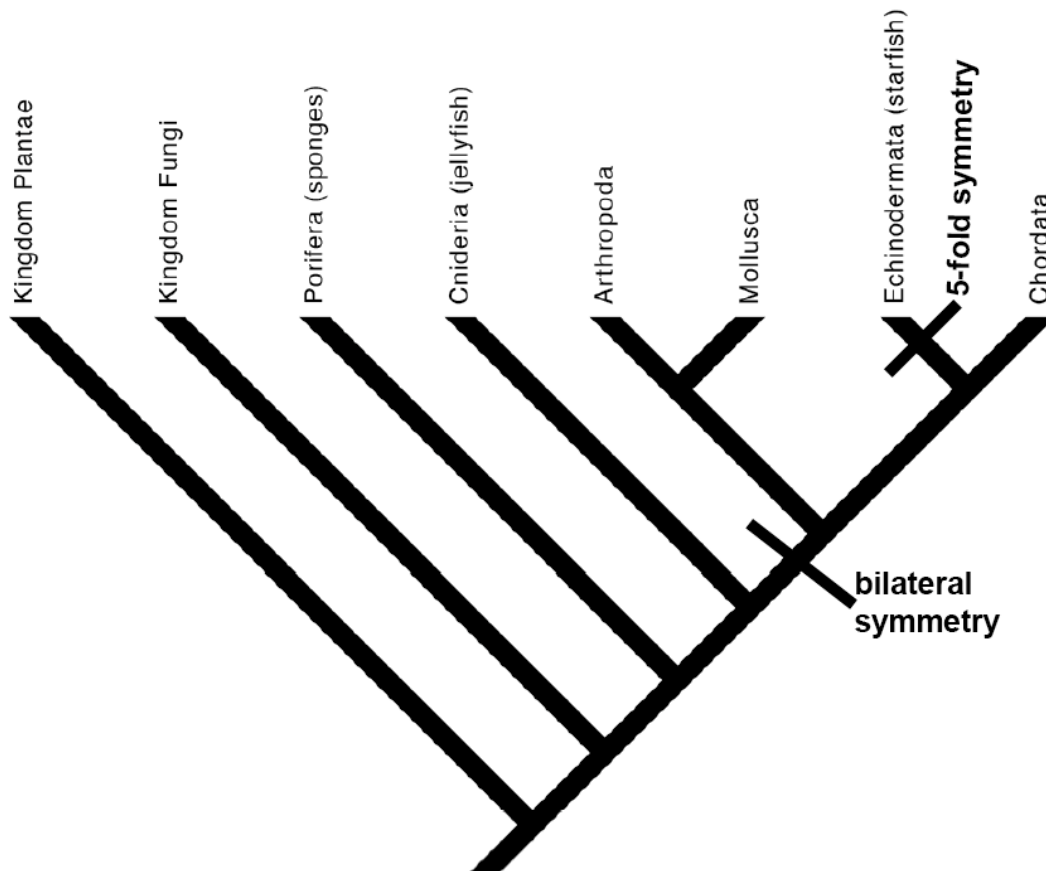 Kingdom Plantae
Kingdom Fungi
Porifera (sponges)
Cnideria (jellyfish)
Arthropoda
Mollusca
Echinodermata (starfish)
5-fold symmetry
Chordata
bilateral
symmetry